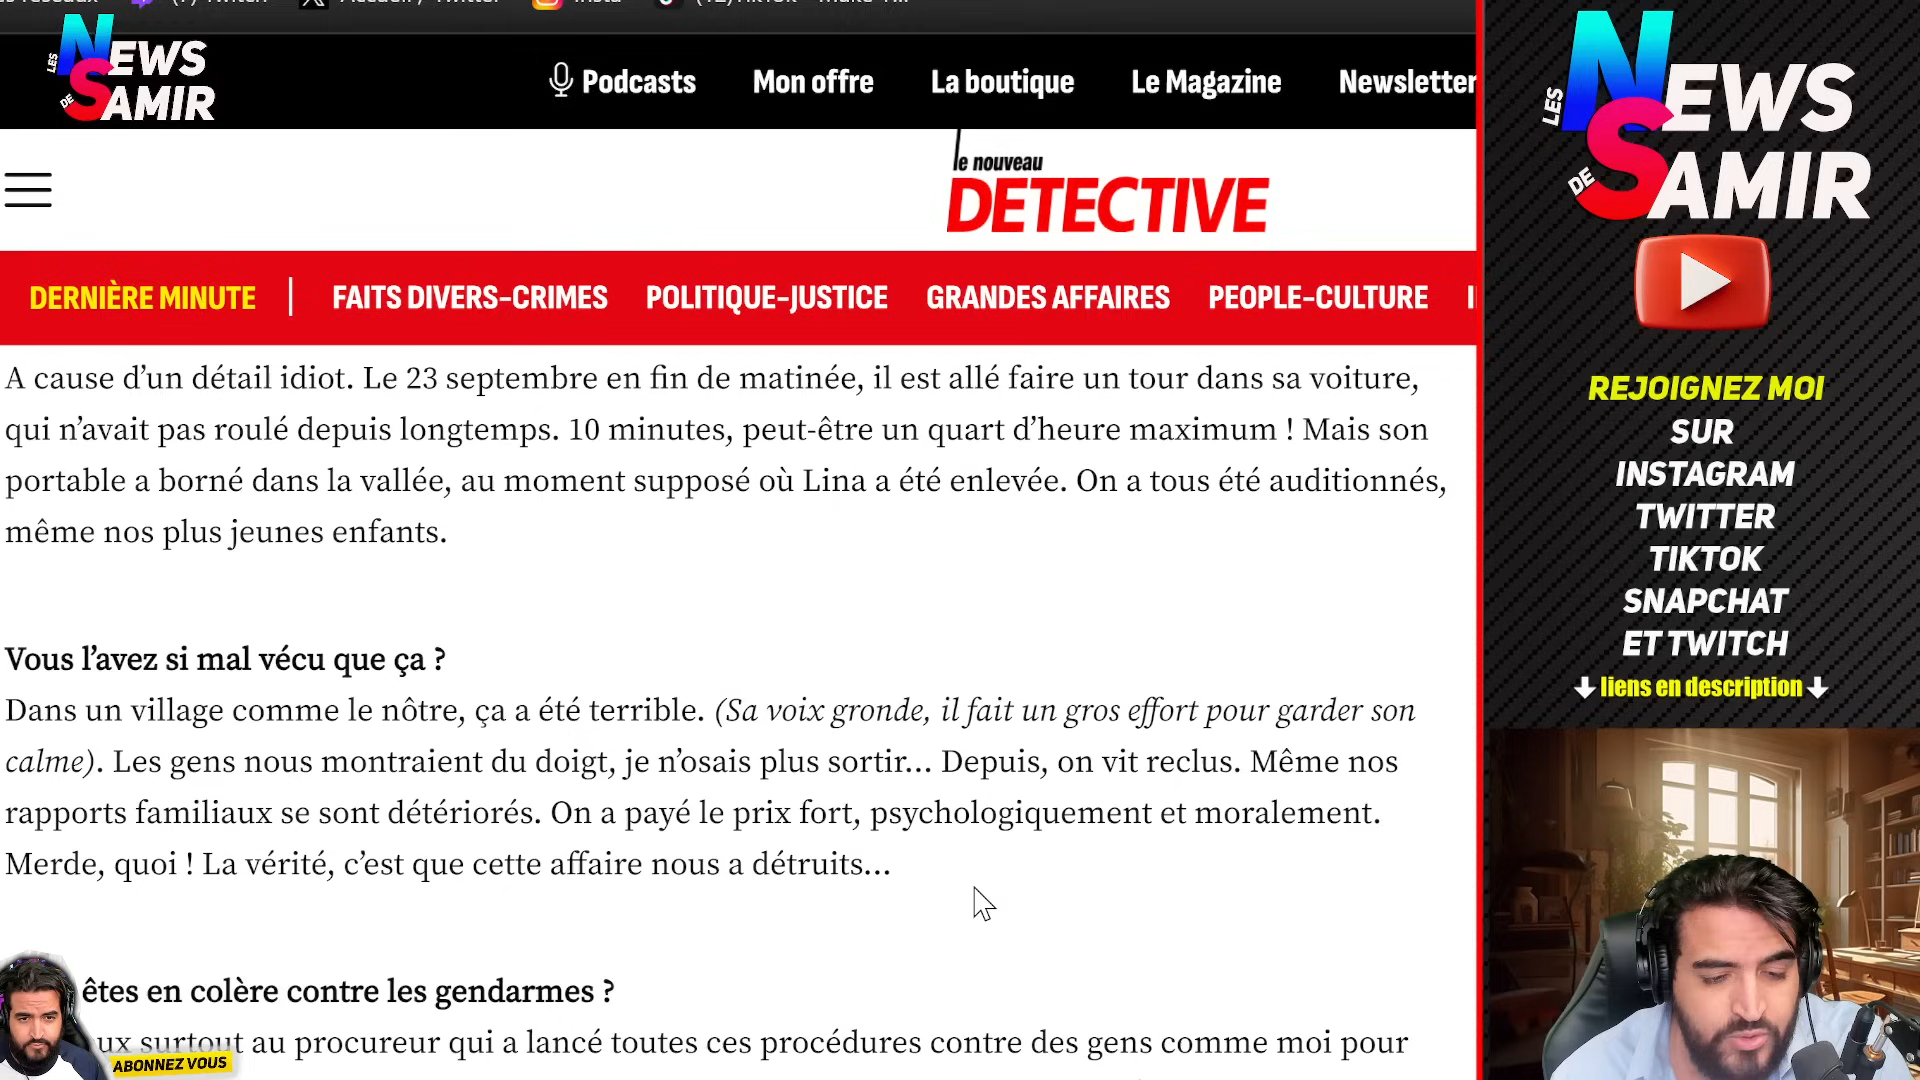 LES NEWS
DE SAMIR
Podcasts Mon offre La boutique Le Magazine Newsletter
le nouveau
DETECTIVE
DERNIÈRE MINUTE | FAITS DIVERS-CRIMES POLITIQUE-JUSTICE GRANDES AFFAIRES PEOPLE-CULTURE
A cause d’un détail idiot. Le 23 septembre en fin de matinée, il est allé faire un tour dans sa voiture,
qui n’avait pas roulé depuis longtemps. 10 minutes, peut-être un quart d’heure maximum ! Mais son
portable a borné dans la vallée, au moment supposé où Lina a été enlevée. On a tous été auditionnés,
même nos plus jeunes enfants.
Vous l’avez si mal vécu que ça ?
Dans un village comme le nôtre, ça a été terrible. (Sa voix gronde, il fait un gros effort pour garder son
calme). Les gens nous montraient du doigt, je n’osais plus sortir… Depuis, on vit reclus. Même nos
rapports familiaux se sont détériorés. On a payé le prix fort, psychologiquement et moralement.
Merde, quoi ! La vérité, c’est que cette affaire nous a détruits…
êtes en colère contre les gendarmes ?
surtout au procureur qui a lancé toutes ces procédures contre des gens comme moi pour
ABONNEZ VOUS
LES NEWS
DE SAMIR
REJOIGNEZ MOI
SUR
INSTAGRAM
TWITTER
TIKTOK
SNAPCHAT
ET TWITCH
liens en description